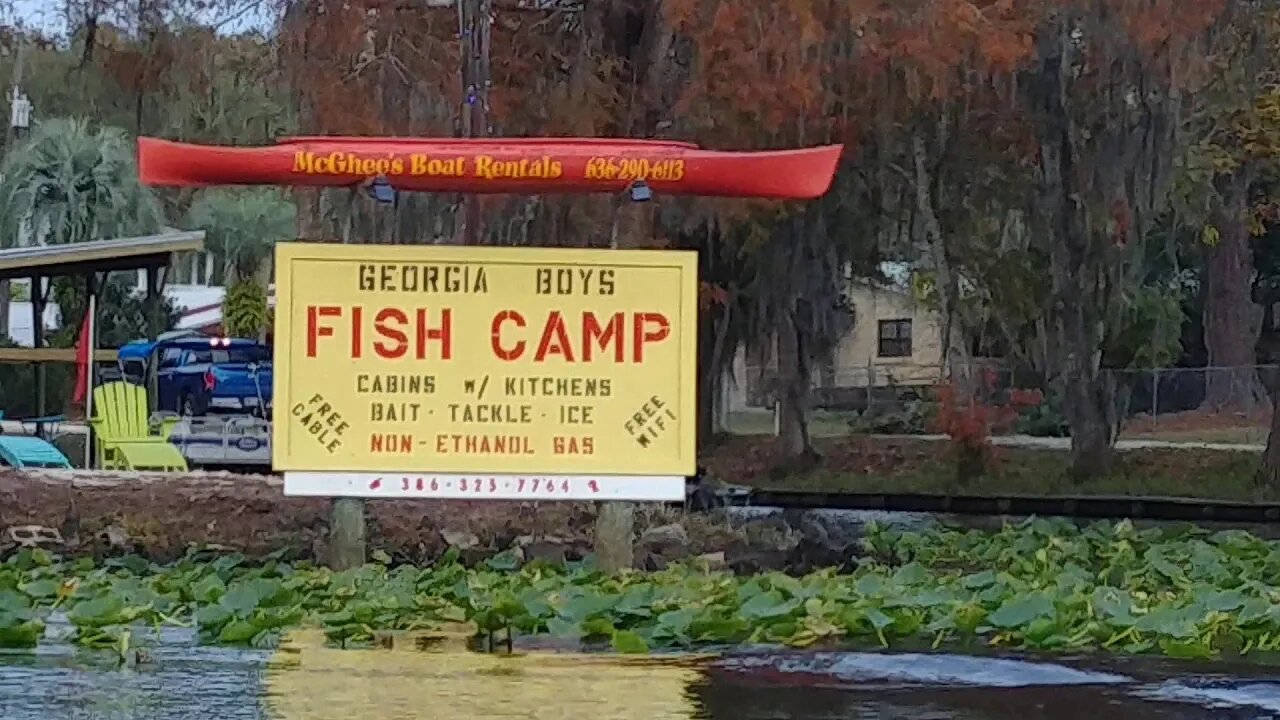 McGhee's Boat Rentals 636-290-6113
GEORGIA BOYS
FISH CAMP
CABINS W/ KITCHENS
BAIT · TACKLE · ICE
NON-ETHANOL GAS
FREE
CABLE
FREE
WIFI
386-325-7764